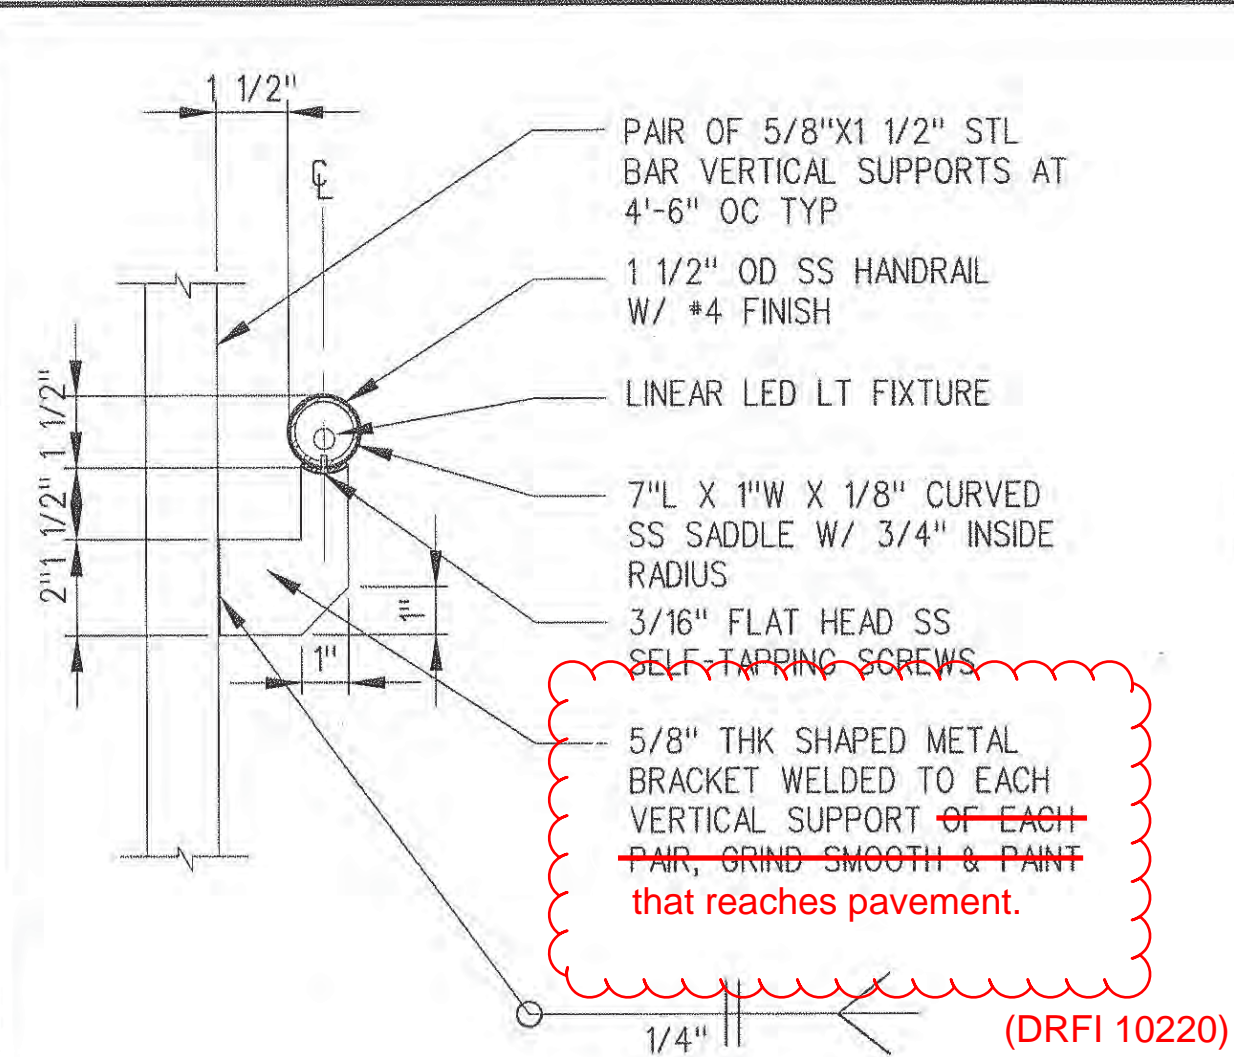 1 1/2"
℄
PAIR OF 5/8"X1 1/2" STL
BAR VERTICAL SUPPORTS AT
4'-6" OC TYP
1 1/2" OD SS HANDRAIL
W/ #4 FINISH
LINEAR LED LT FIXTURE
1 1/2"
1 1/2"
2"
7"L X 1"W X 1/8" CURVED
SS SADDLE W/ 3/4" INSIDE
RADIUS
1"
1"
3/16" FLAT HEAD SS
SELF-TAPPING SCREWS
5/8" THK SHAPED METAL
BRACKET WELDED TO EACH
VERTICAL SUPPORT OF EACH
PAIR, GRIND SMOOTH & PAINT
that reaches pavement.
1/4"
(DRFI 10220)